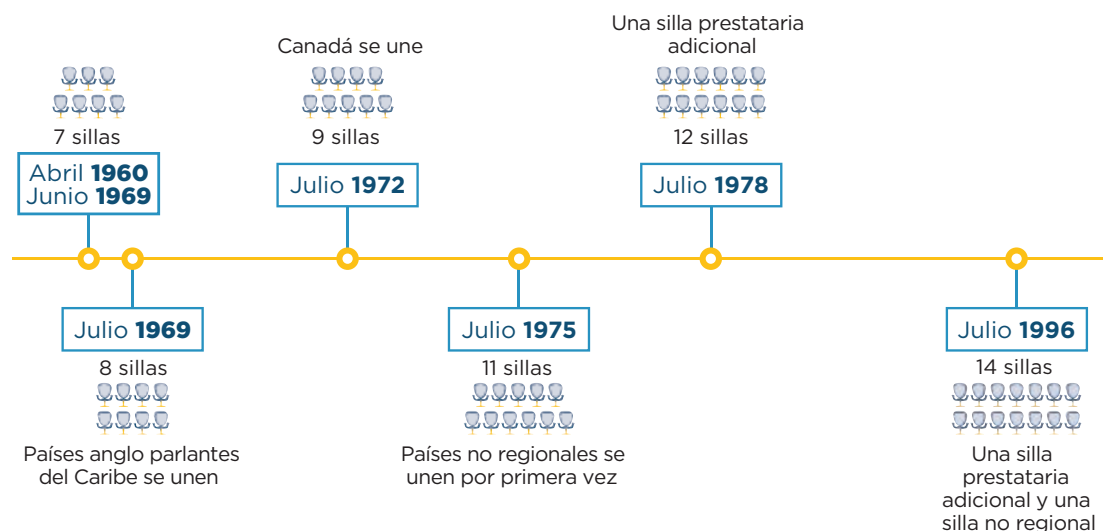 7 sillas
Abril 1960
Junio 1969
Julio 1969
8 sillas
Países anglo parlantes
del Caribe se unen
Canadá se une
9 sillas
Julio 1972
Julio 1975
11 sillas
Países no regionales se
unen por primera vez
Una silla prestataria
adicional
12 sillas
Julio 1978
Julio 1996
14 sillas
Una silla
prestataria
adicional y una
silla no regional